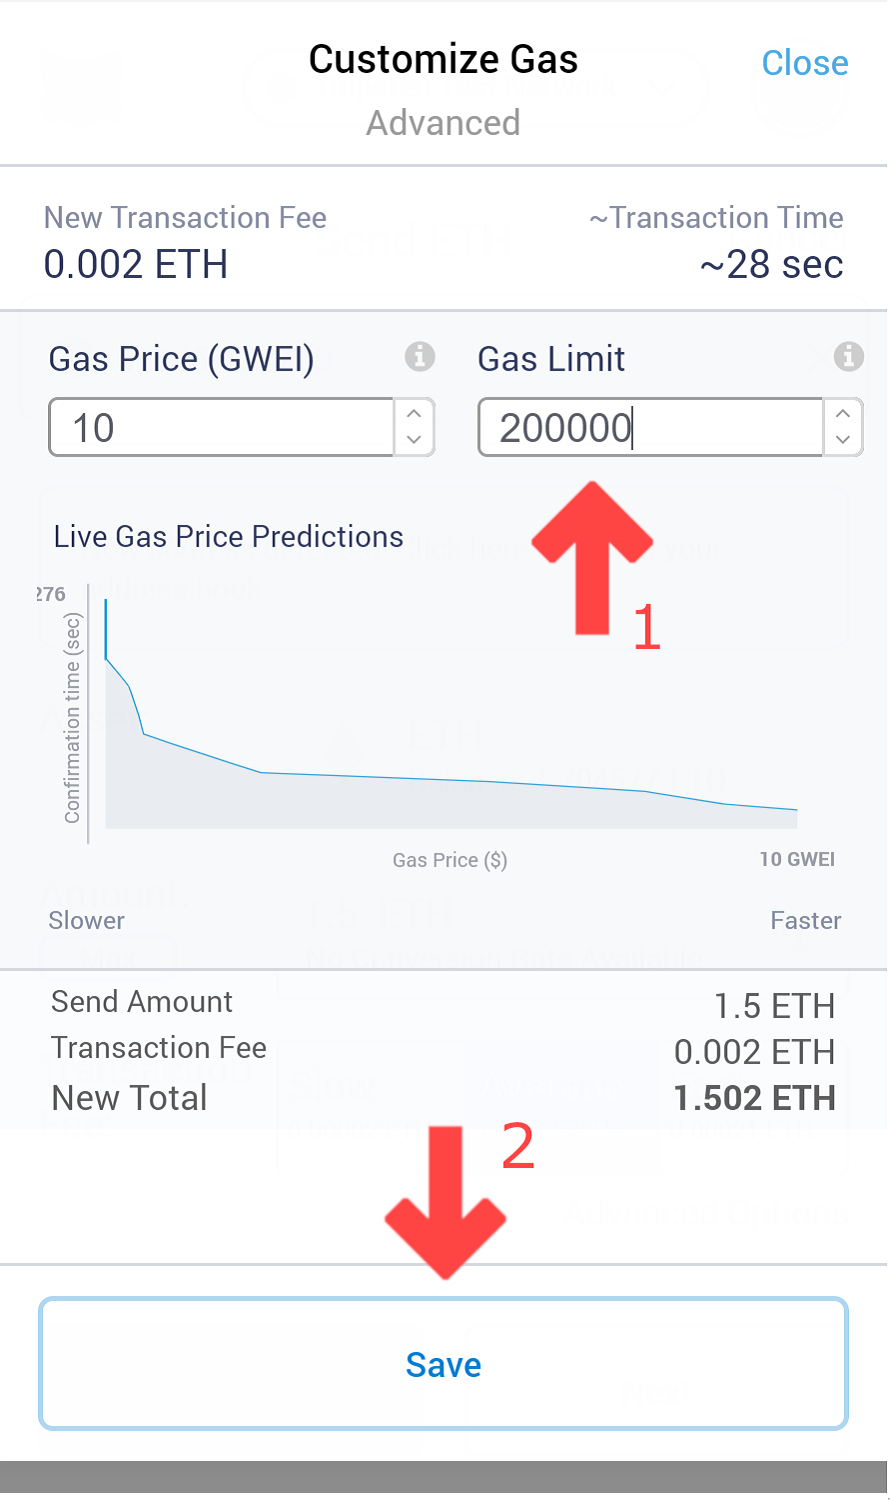 Customize Gas
Close
Advanced
New Transaction Fee
~Transaction Time
0.002 ETH
~28 sec
Gas Price (GWEI)
Gas Limit
10
200000
Live Gas Price Predictions
1
276
Confirmation time (sec)
Gas Price ($)
10 GWEI
Slower
Faster
Send Amount
1.5 ETH
Transaction Fee
0.002 ETH
New Total
1.502 ETH
2
Save